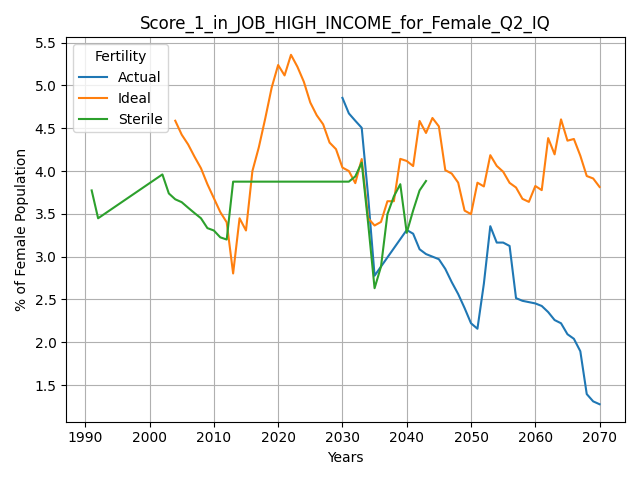 Score_1_in_JOB_HIGH_INCOME_for_Female_Q2_IQ
Fertility
Actual
Ideal
Sterile
% of Female Population
5.5
5.0
4.5
4.0
3.5
3.0
2.5
2.0
1.5
1990 2000 2010 2020 2030 2040 2050 2060 2070
Years